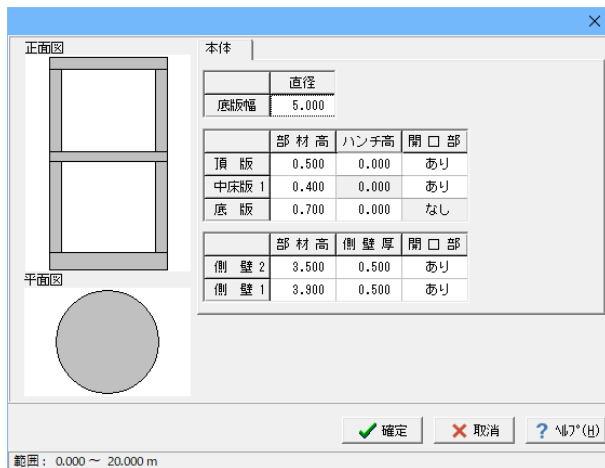 正面図
本体
直径
底版幅 5.000
部材高 ハンチ高 開口部
頂版 0.500 0.000 あり
中床版 1 0.400 0.000 あり
底版 0.700 0.000 なし
部材高 側壁厚 開口部
側壁 2 3.500 0.500 あり
側壁 1 3.900 0.500 あり
平面図
確定 取消 ? ﾍﾙﾌﾟ(H)
範囲: 0.000 ～ 20.000 m